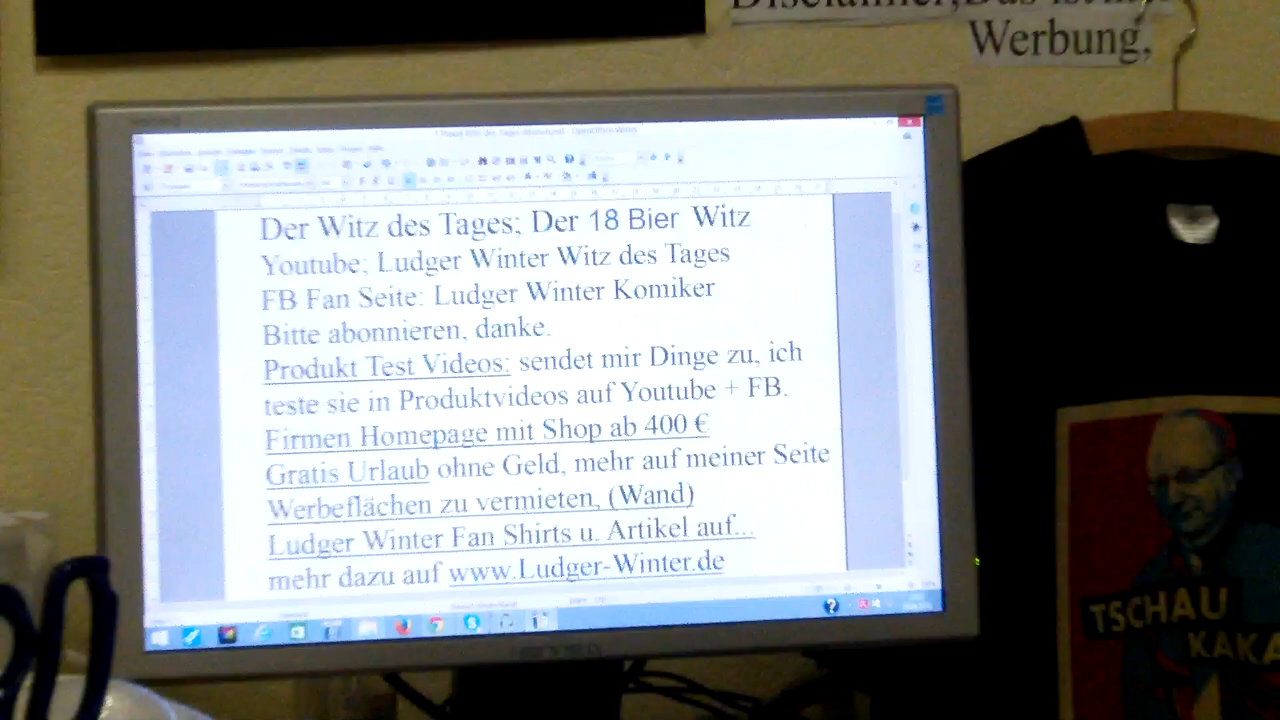 Werbung,
Der Witz des Tages; Der 18 Bier Witz
Youtube; Ludger Winter Witz des Tages
FB Fan Seite: Ludger Winter Komiker
Bitte abonnieren, danke.
Produkt Test Videos: sendet mir Dinge zu, ich
teste sie in Produktvideos auf Youtube + FB.
Firmen Homepage mit Shop ab 400 €
Gratis Urlaub ohne Geld, mehr auf meiner Seite
Werbeflächen zu vermieten, (Wand)
Ludger Winter Fan Shirts u. Artikel auf...
mehr dazu auf www.Ludger-Winter.de
TSCHAU
KAKA